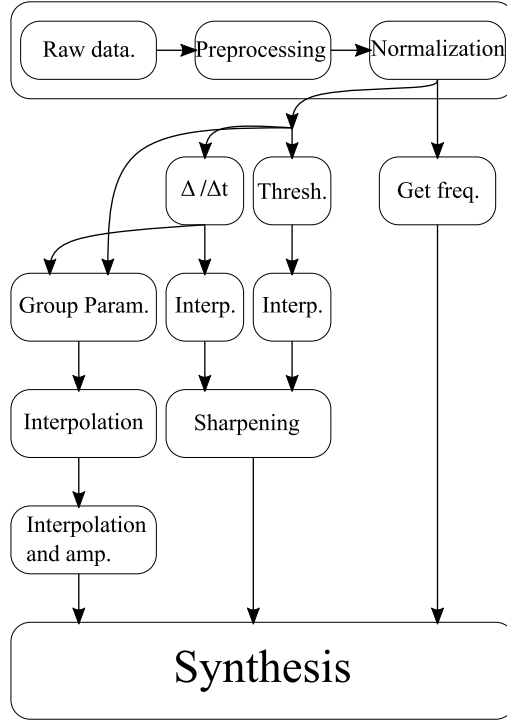 Raw data.
Preprocessing
Normalization
Δ /Δt
Thresh.
Get freq.
Group Param.
Interp.
Interp.
Interpolation
Sharpening
Interpolation
and amp.
Synthesis